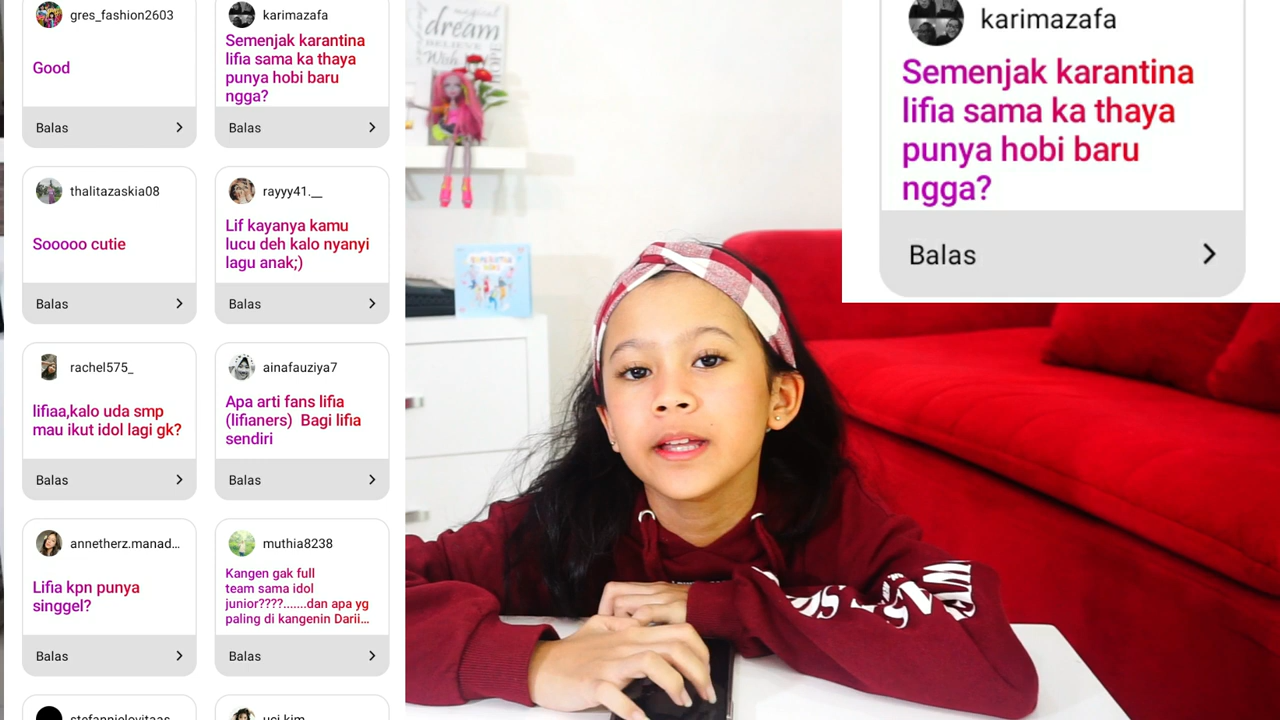 gres_fashion2603
Good
Balas
karimazafa
Semenjak karantina
lifia sama ka thaya
punya hobi baru
ngga?
Balas
thalitazaskia08
Sooooo cutie
Balas
rayyy41.__
Lif kayanya kamu
lucu deh kalo nyanyi
lagu anak;)
Balas
rachel575_
lifiaa,kalo uda smp
mau ikut idol lagi gk?
Balas
ainafauziya7
Apa arti fans lifia
(lifianers) Bagi lifia
sendiri
Balas
annetherz.manad...
Lifia kpn punya
singgel?
Balas
muthia8238
Kangen gak full
team sama idol
junior????.......dan apa yg
paling di kangenin Darii...
Balas
magical
dream
BELIEVE
Wish
HOPE
karimazafa
Semenjak karantina
lifia sama ka thaya
punya hobi baru
ngga?
Balas